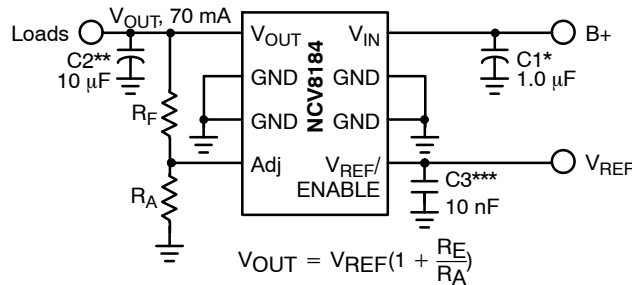 V_OUT, 70 mA
Loads
C2**
10 μF
R_F
R_A
V_OUT
GND
GND
Adj
NCV8184
V_IN
GND
GND
V_REF/
ENABLE
C1*
1.0 μF
B+
V_REF
C3***
10 nF
V_OUT = V_REF(1 + R_E/R_A)